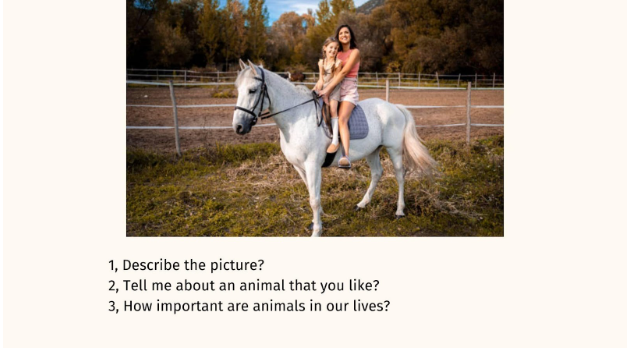 1, Describe the picture?
2, Tell me about an animal that you like?
3, How important are animals in our lives?